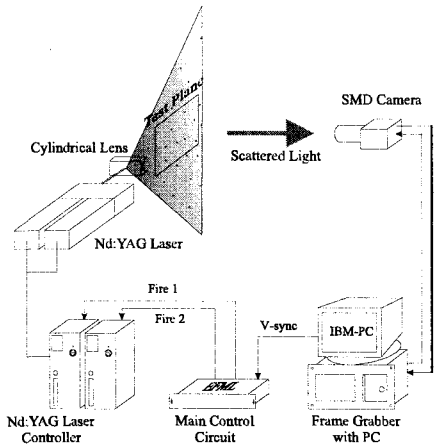 Test Plane
SMD Camera
Cylindrical Lens
Scattered Light
Nd:YAG Laser
Fire 1
Fire 2
V-sync
IBM-PC
EFML
Nd:YAG Laser
Controller
Main Control
Circuit
Frame Grabber
with PC